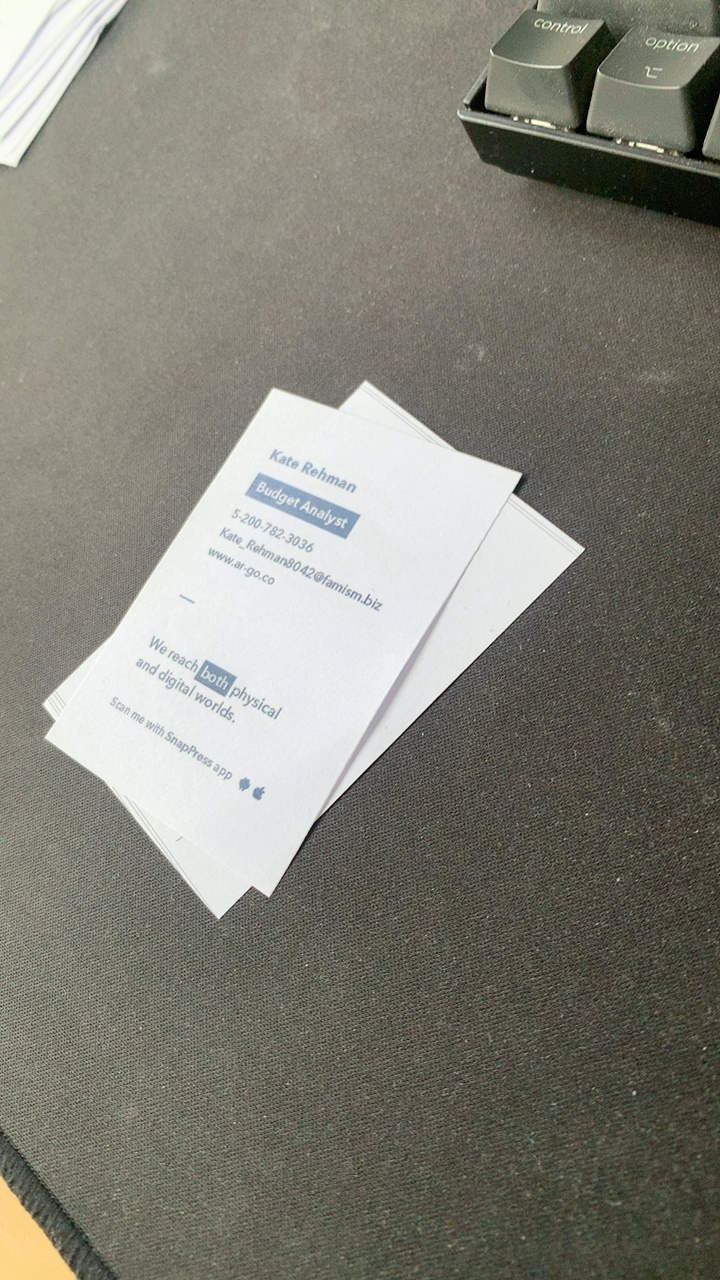 control
option
Kate Rehman
Budget Analyst
5-200-782-3036
Kate_Rehman8042@famism.biz
www.ar-go.co
We reach both physical
and digital worlds.
Scan me with SnapPress app